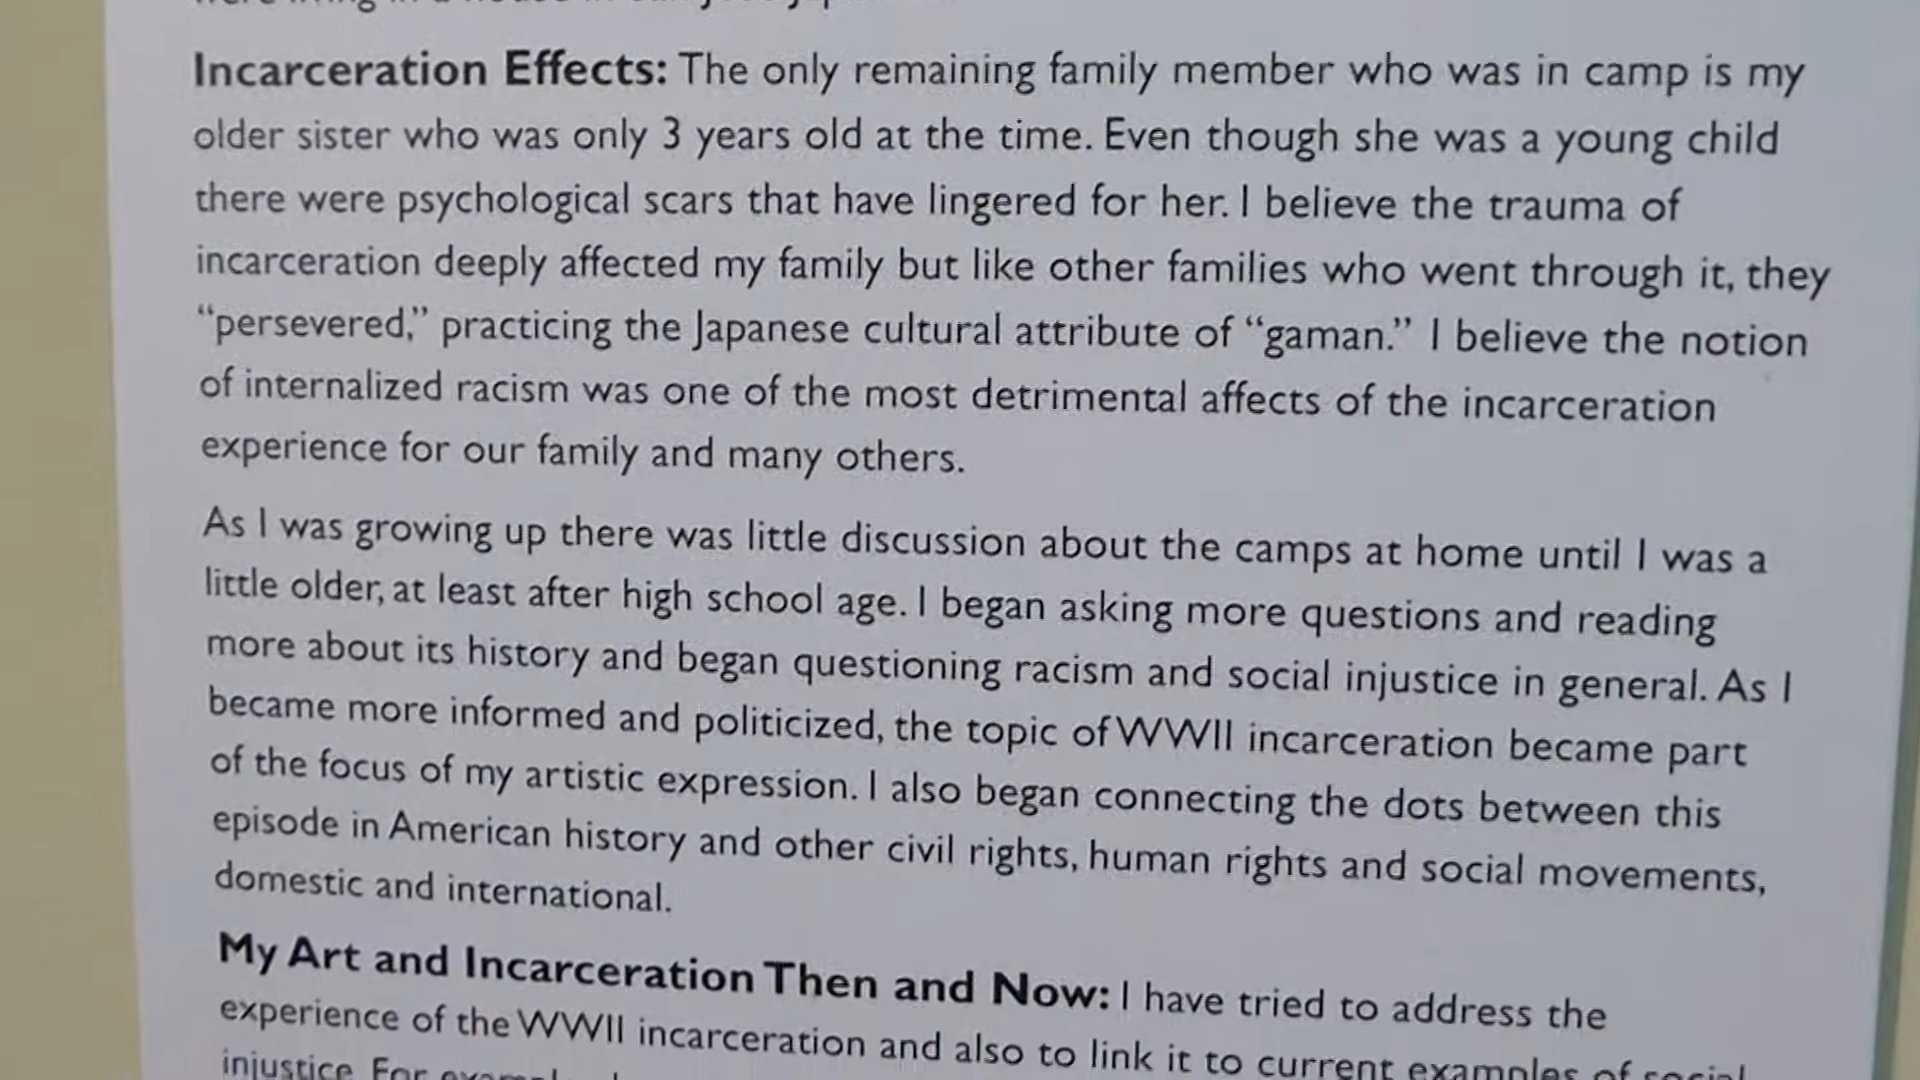 Incarceration Effects: The only remaining family member who was in camp is my
older sister who was only 3 years old at the time. Even though she was a young child
there were psychological scars that have lingered for her. I believe the trauma of
incarceration deeply affected my family but like other families who went through it, they
“persevered,” practicing the Japanese cultural attribute of “gaman.” I believe the notion
of internalized racism was one of the most detrimental affects of the incarceration
experience for our family and many others.
As I was growing up there was little discussion about the camps at home until I was a
little older, at least after high school age. I began asking more questions and reading
more about its history and began questioning racism and social injustice in general. As I
became more informed and politicized, the topic of WWII incarceration became part
of the focus of my artistic expression. I also began connecting the dots between this
episode in American history and other civil rights, human rights and social movements,
domestic and international.
My Art and Incarceration Then and Now: I have tried to address the
experience of the WWII incarceration and also to link it to current examples of social
injustice. For